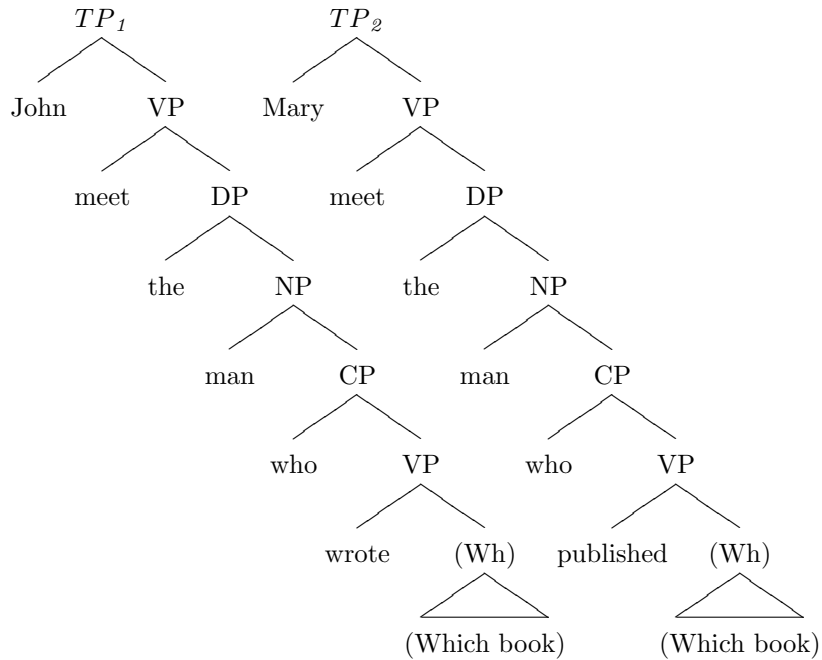 TP1 TP2
John VP Mary VP
meet DP meet DP
the NP the NP
man CP man CP
who VP who VP
wrote (Wh) published (Wh)
(Which book) (Which book)